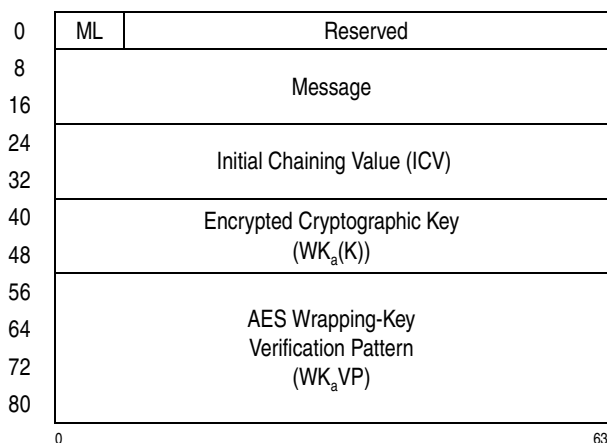 0 ML Reserved
8
Message
16
24
Initial Chaining Value (ICV)
32
40 Encrypted Cryptographic Key
48 (WKa(K))
56
64 AES Wrapping-Key
Verification Pattern
72
(WKaVP)
80
0 63